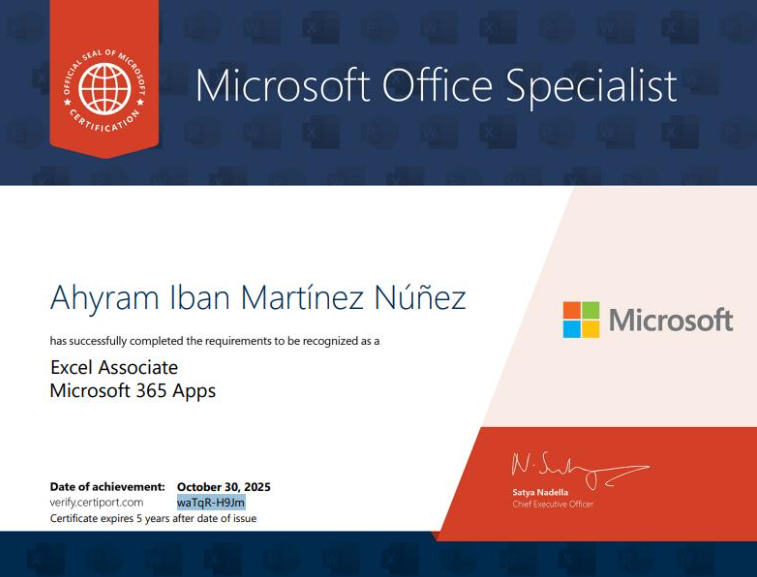 OFFICIAL SEAL OF MICROSOFT
CERTIFICATION
Microsoft Office Specialist
Ahyram Iban Martínez Núñez
has successfully completed the requirements to be recognized as a
Excel Associate
Microsoft 365 Apps
Microsoft
Date of achievement: October 30, 2025
verify.certiport.com waTqR-H9Jm
Certificate expires 5 years after date of issue
Satya Nadella
Chief Executive Officer